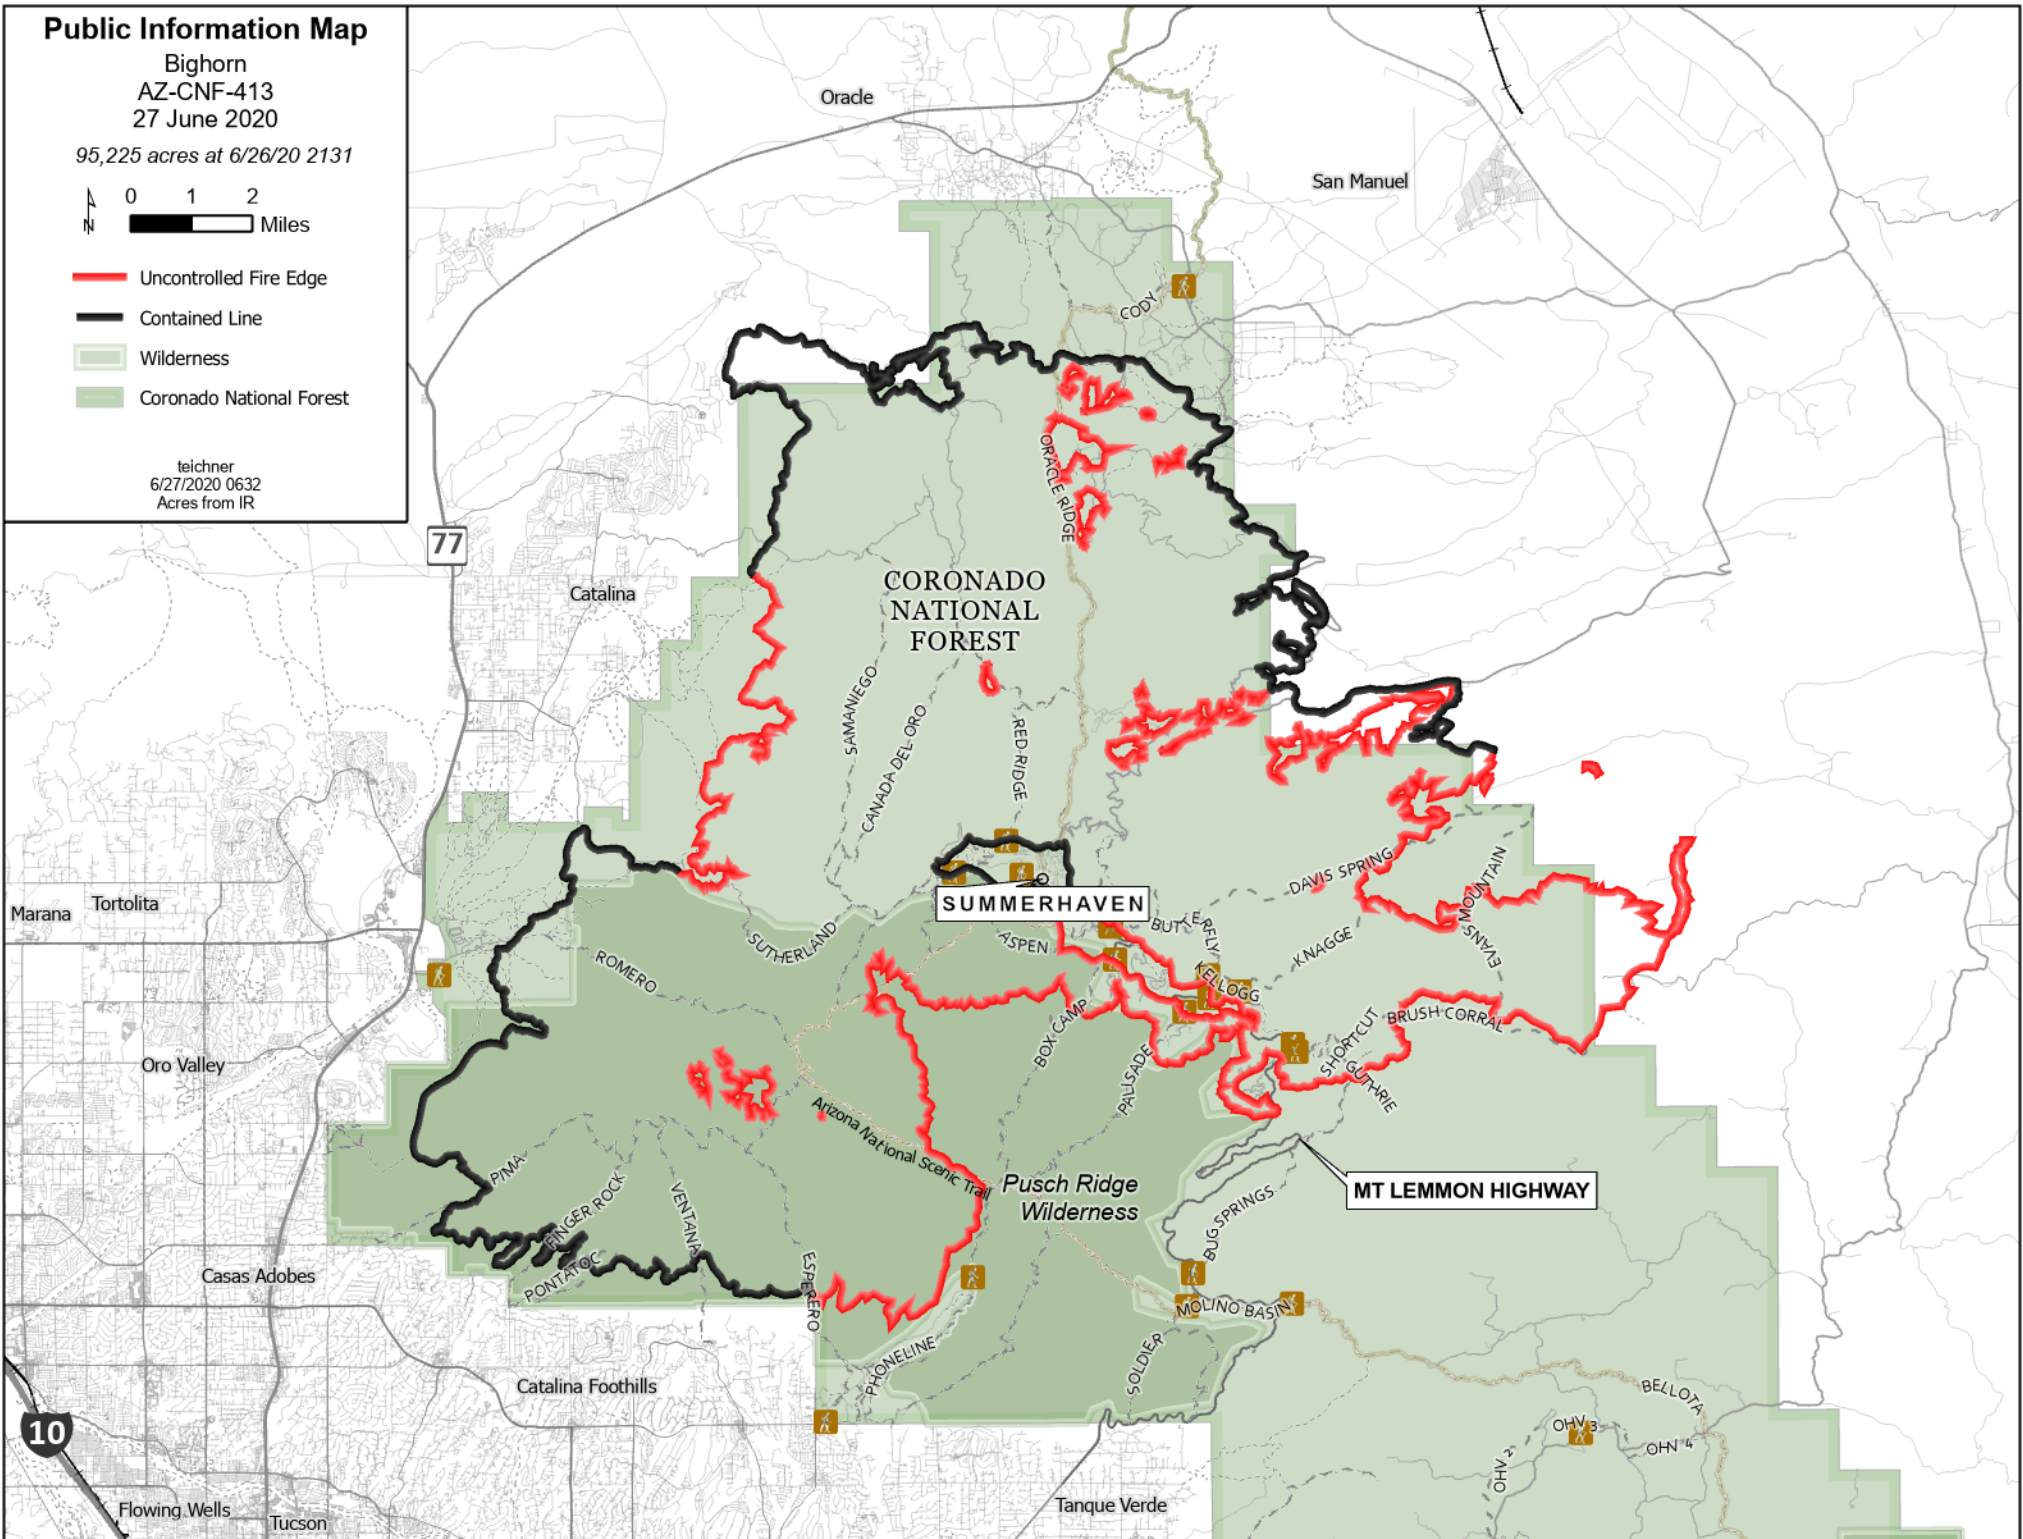 Public Information Map
Bighorn
AZ-CNF-413
27 June 2020
95,225 acres at 6/26/20 2131
0 1 2
Miles
N
Uncontrolled Fire Edge
Contained Line
Wilderness
Coronado National Forest
teichner
6/27/2020 0632
Acres from IR
Oracle
San Manuel
CODY
ORACLE RIDGE
77
Catalina
CORONADO
NATIONAL
FOREST
SAMANIEGO
CANADA DEL ORO
RED RIDGE
DAVIS SPRING
MOUNTAIN
EVANS
SUMMERHAVEN
Marana
Tortolita
SUTHERLAND
ROMERO
ASPEN
BUTTERFLY
KELLOGG
KNAGGE
BRUSH CORRAL
SHORTCUT
GUTHRIE
BOX CAMP
PALISADE
Oro Valley
Arizona National Scenic Trail
Pusch Ridge
Wilderness
MT LEMMON HIGHWAY
PIMA
FINGER ROCK
VENTANA
PONTATOC
ESPERERO
BUG SPRINGS
MOLINO BASIN
Casas Adobes
PHONELINE
SOLDIER
Catalina Foothills
BELLOTA
OHV 3
OHN 4
OHV 2
10
Flowing Wells
Tucson
Tanque Verde